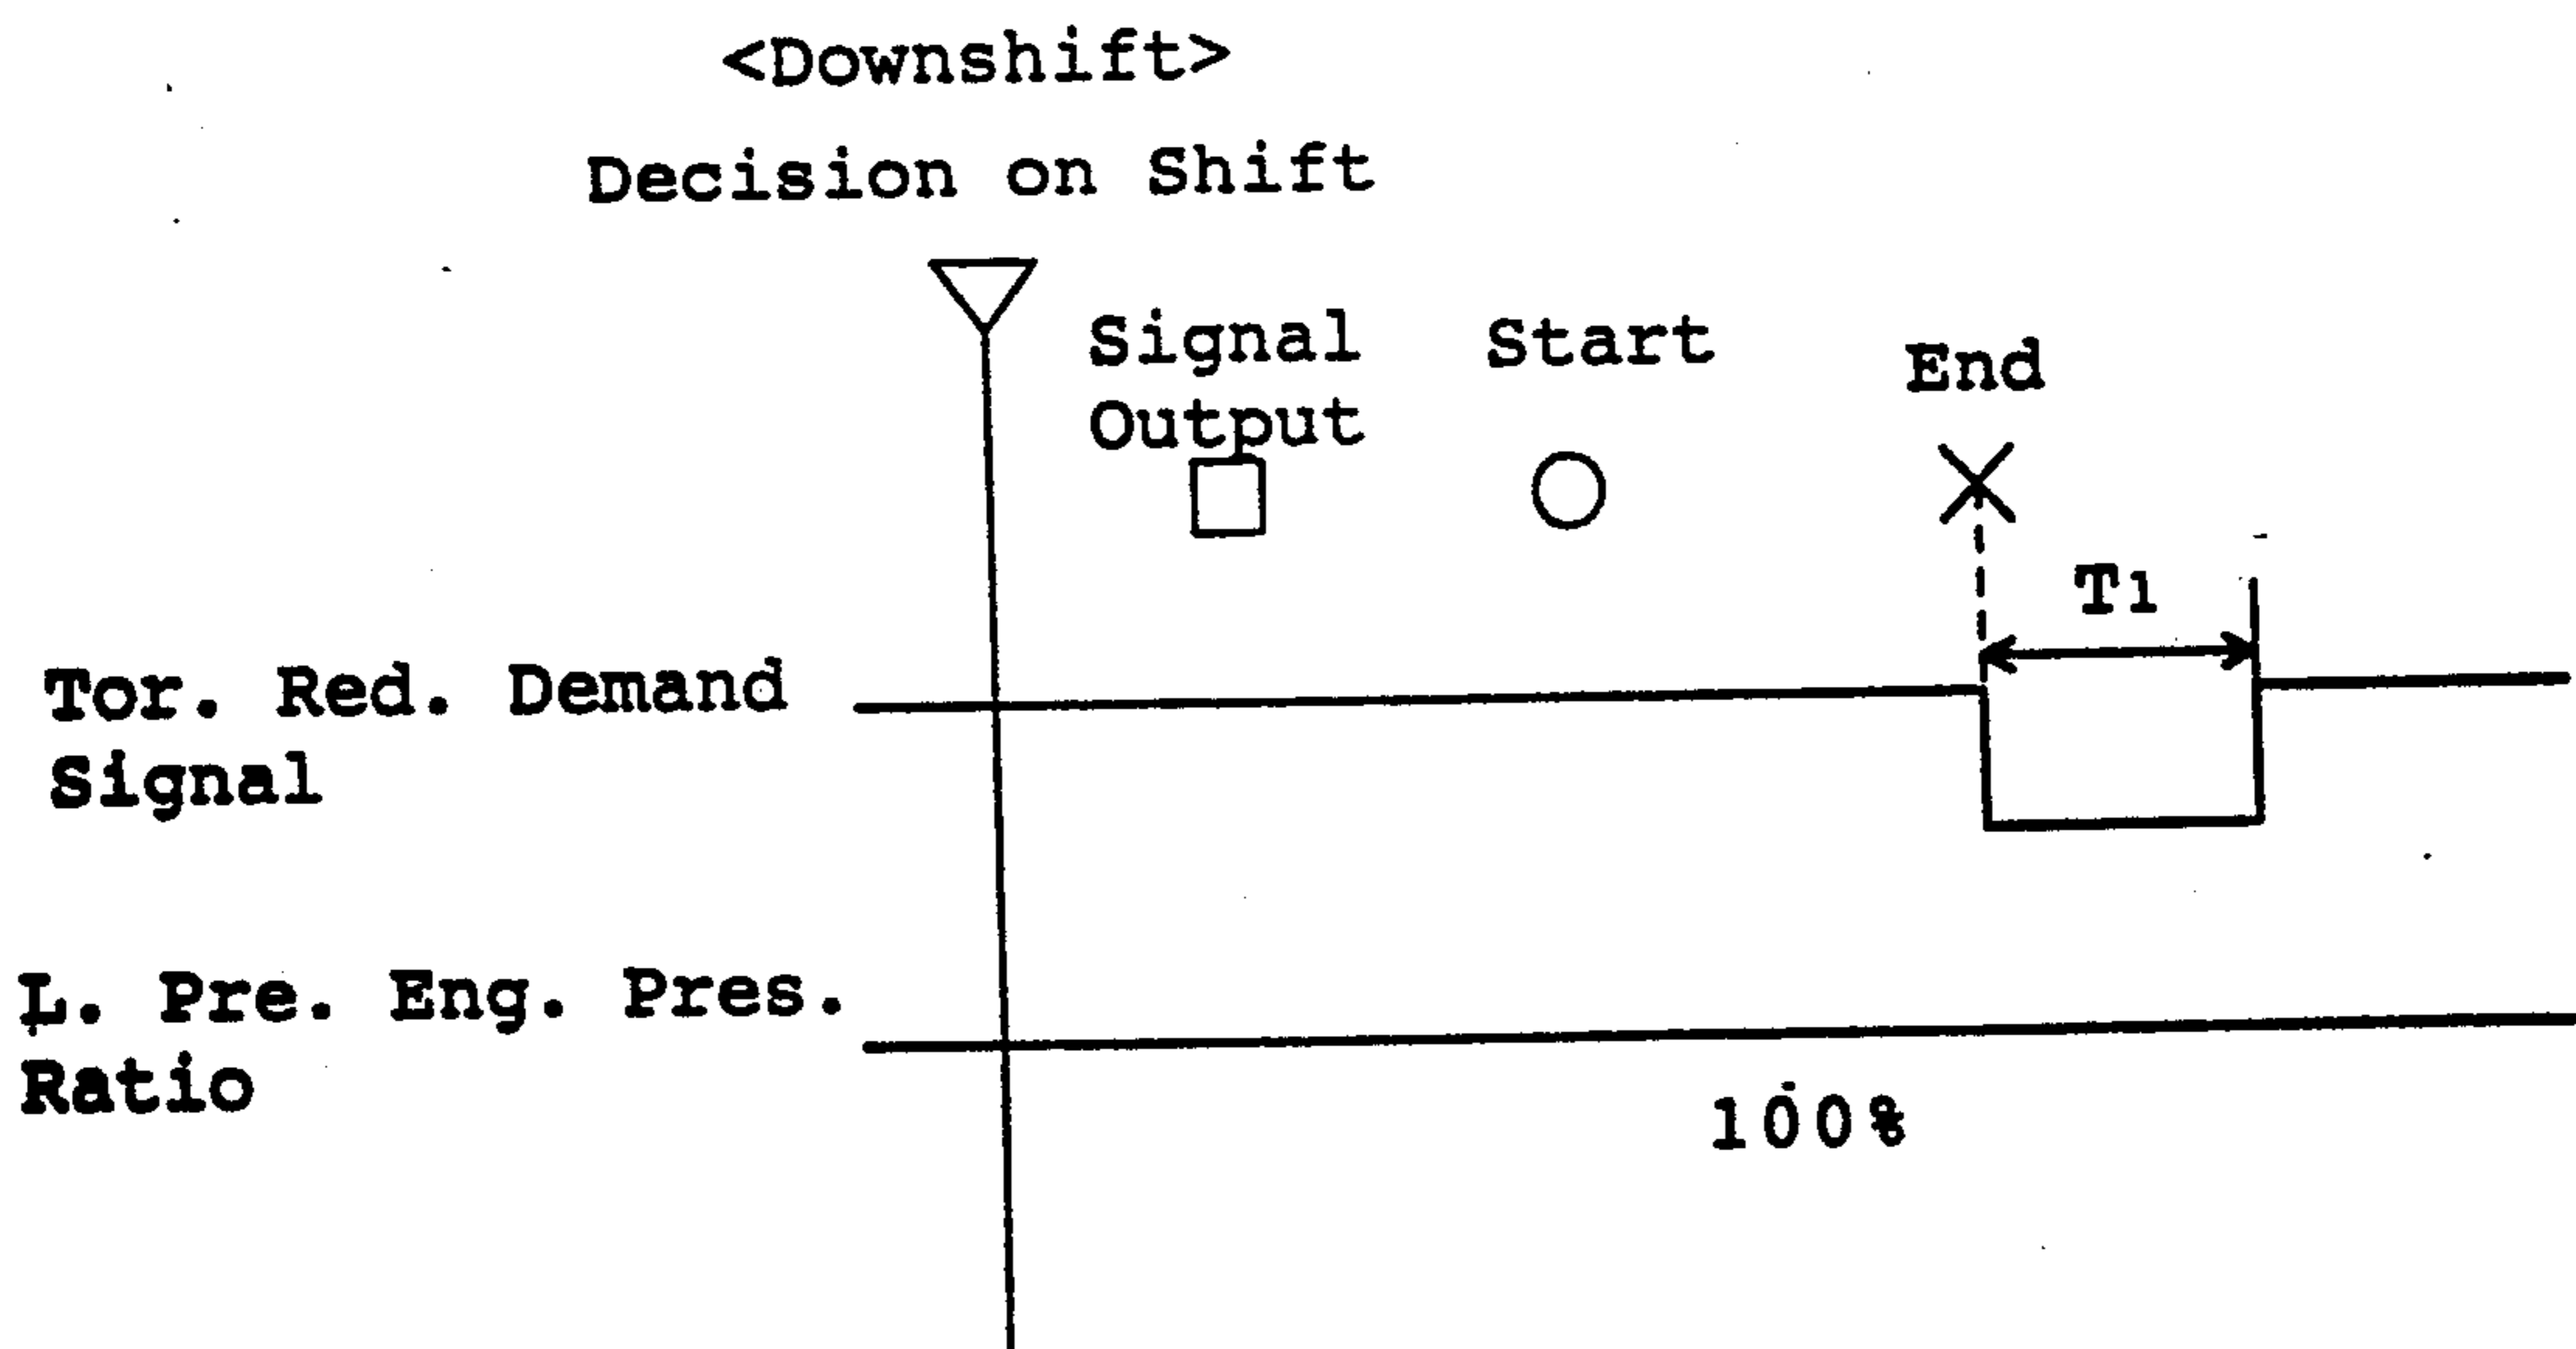 <Downshift>
Decision on Shift
Signal
Output
Start
End
T1
Tor. Red. Demand
Signal
L. Pre. Eng. Pres.
Ratio
100%